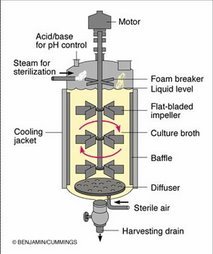 Motor
Acid/base
for pH control
Steam for
sterilization
Foam breaker
Liquid level
Flat-bladed
impeller
Culture broth
Cooling
jacket
Baffle
Diffuser
Sterile air
Harvesting drain
© BENJAMIN/CUMMINGS